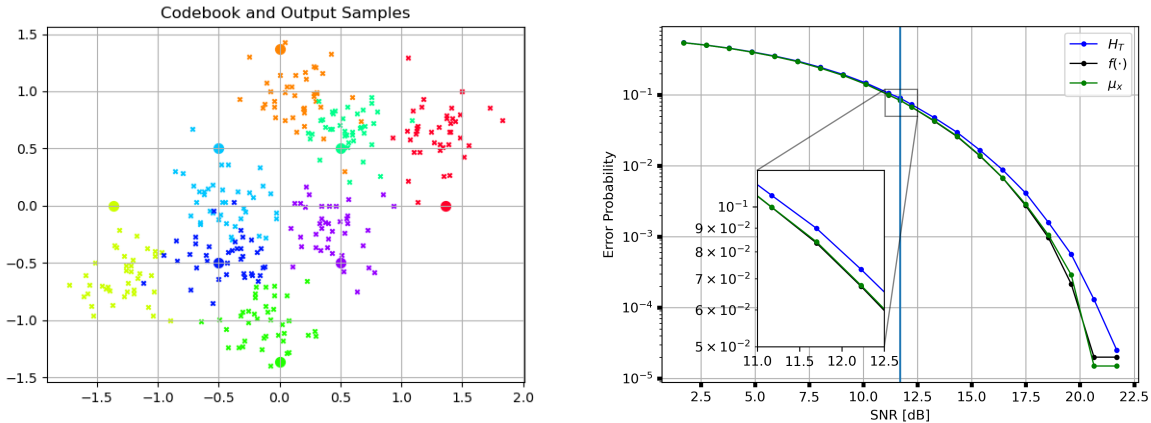 Codebook and Output Samples
1.5
1.0
0.5
0.0
−0.5
−1.0
−1.5
−1.5 −1.0 −0.5 0.0 0.5 1.0 1.5 2.0
Error Probability
10⁻¹
10⁻²
10⁻³
10⁻⁴
10⁻⁵
H_T
f(·)
μ_x
10⁻¹
9 × 10⁻²
8 × 10⁻²
7 × 10⁻²
6 × 10⁻²
5 × 10⁻²
11.0 11.5 12.0 12.5
2.5 5.0 7.5 10.0 12.5 15.0 17.5 20.0 22.5
SNR [dB]